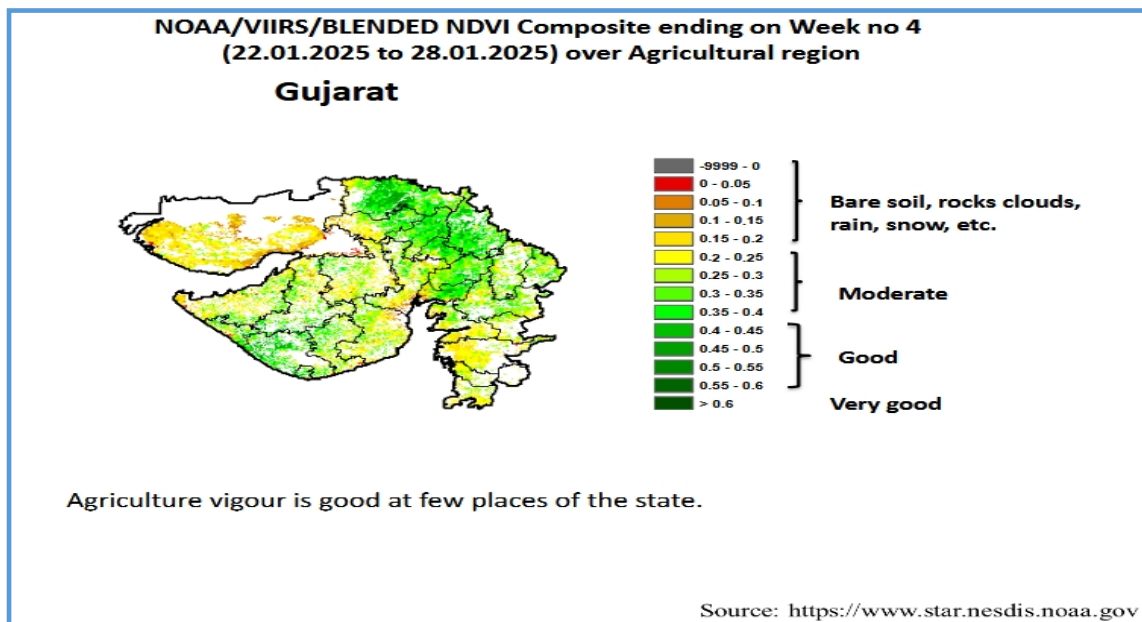 NOAA/VIIRS/BLENDED NDVI Composite ending on Week no 4
(22.01.2025 to 28.01.2025) over Agricultural region
Gujarat
-9999 - 0
0 - 0.05
0.05 - 0.1
0.1 - 0.15
0.15 - 0.2
0.2 - 0.25
0.25 - 0.3
0.3 - 0.35
0.35 - 0.4
0.4 - 0.45
0.45 - 0.5
0.5 - 0.55
0.55 - 0.6
> 0.6
Bare soil, rocks clouds,
rain, snow, etc.
Moderate
Good
Very good
Agriculture vigour is good at few places of the state.
Source: https://www.star.nesdis.noaa.gov